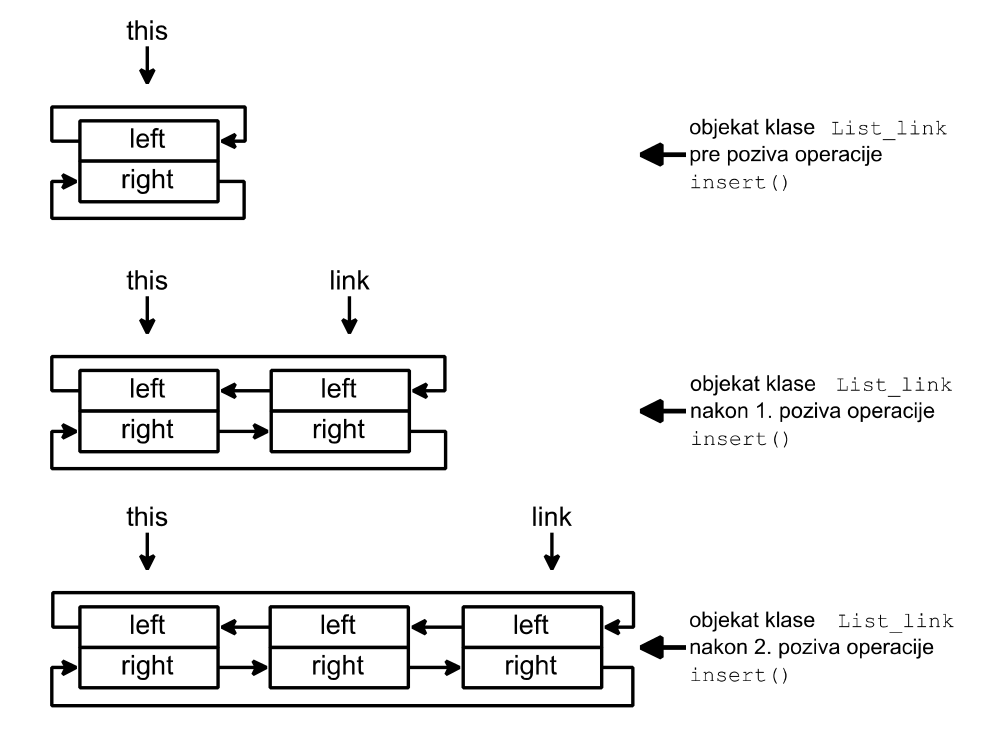 this
left
right
objekat klase List_link
pre poziva operacije
insert()
this link
left left
right right
objekat klase List_link
nakon 1. poziva operacije
insert()
this link
left left left
right right right
objekat klase List_link
nakon 2. poziva operacije
insert()